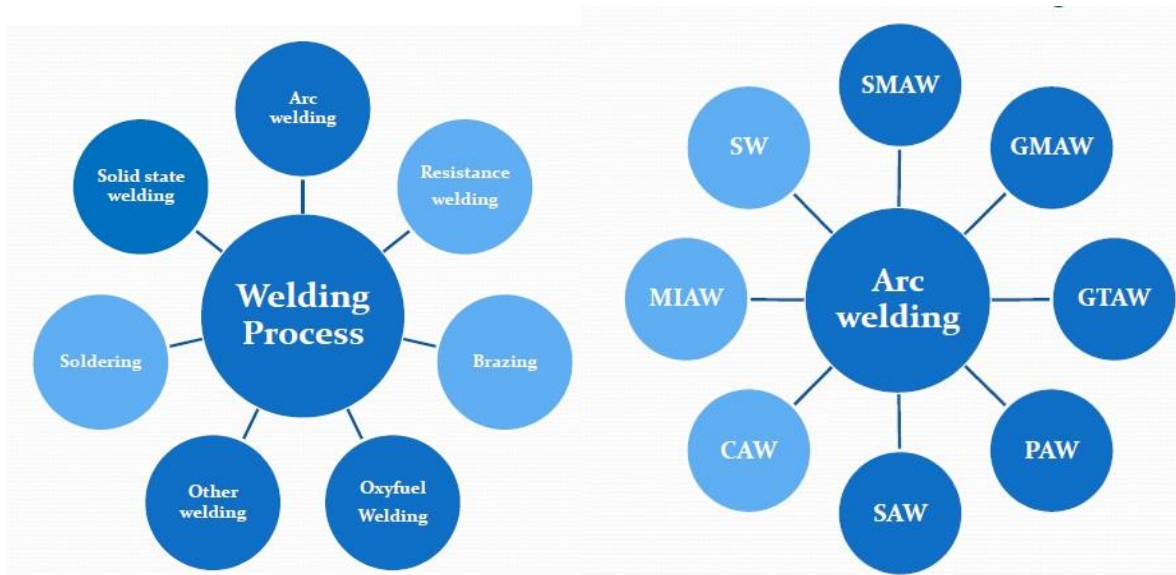 Welding
Process
Arc
welding
Resistance
welding
Brazing
Oxyfuel
Welding
Other
welding
Soldering
Solid state
welding
Arc
welding
SMAW
GMAW
GTAW
PAW
SAW
CAW
MIAW
SW